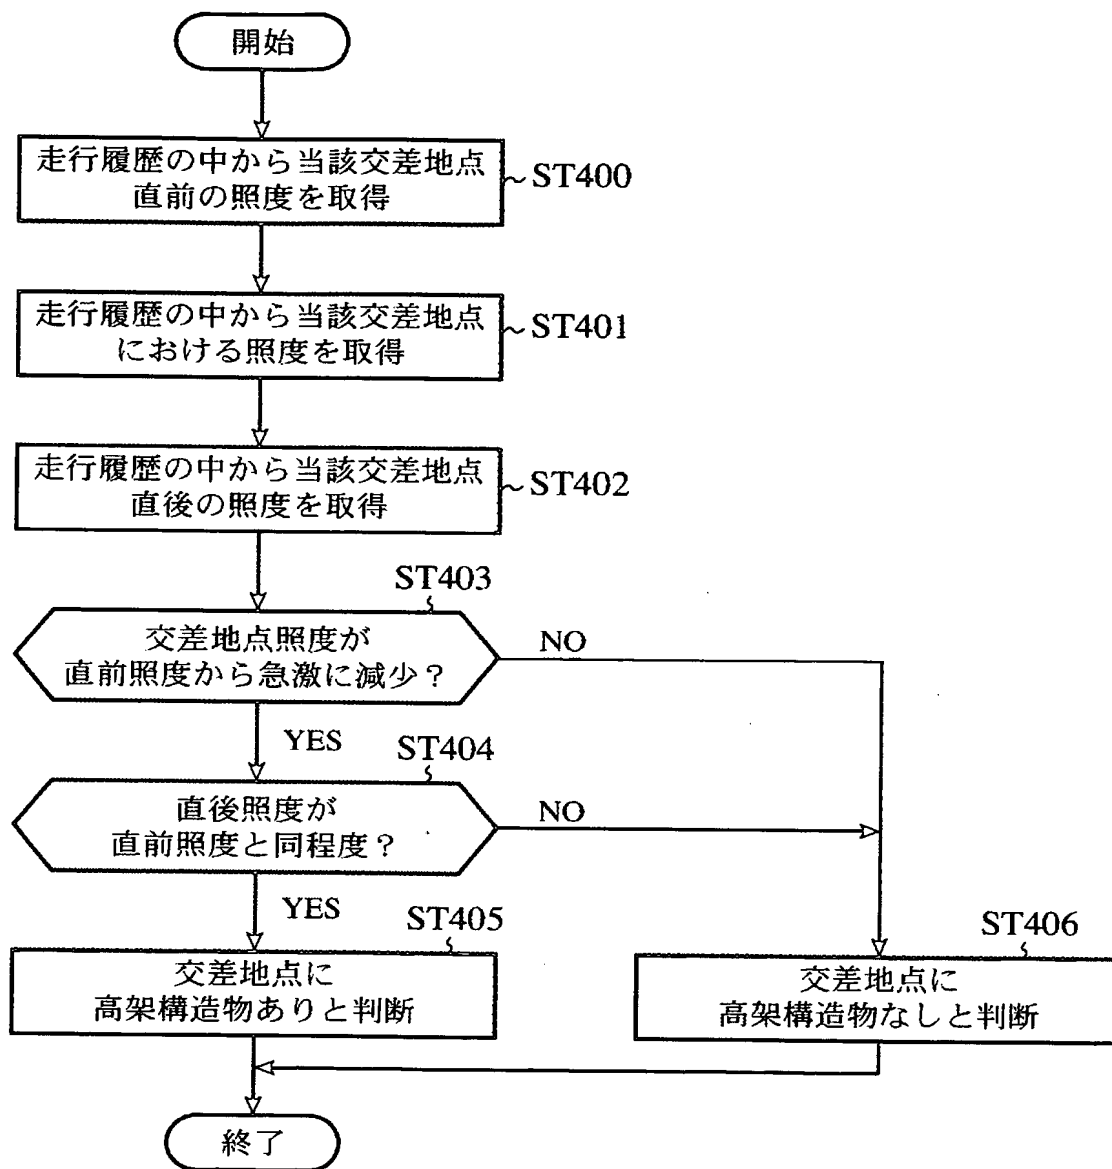 開始
走行履歴の中から当該交差地点
直前の照度を取得
ST400
走行履歴の中から当該交差地点
における照度を取得
ST401
走行履歴の中から当該交差地点
直後の照度を取得
ST402
ST403
交差地点照度が
直前照度から急激に減少？
NO
YES
ST404
直後照度が
直前照度と同程度？
NO
YES
ST405
交差地点に
高架構造物ありと判断
ST406
交差地点に
高架構造物なしと判断
終了